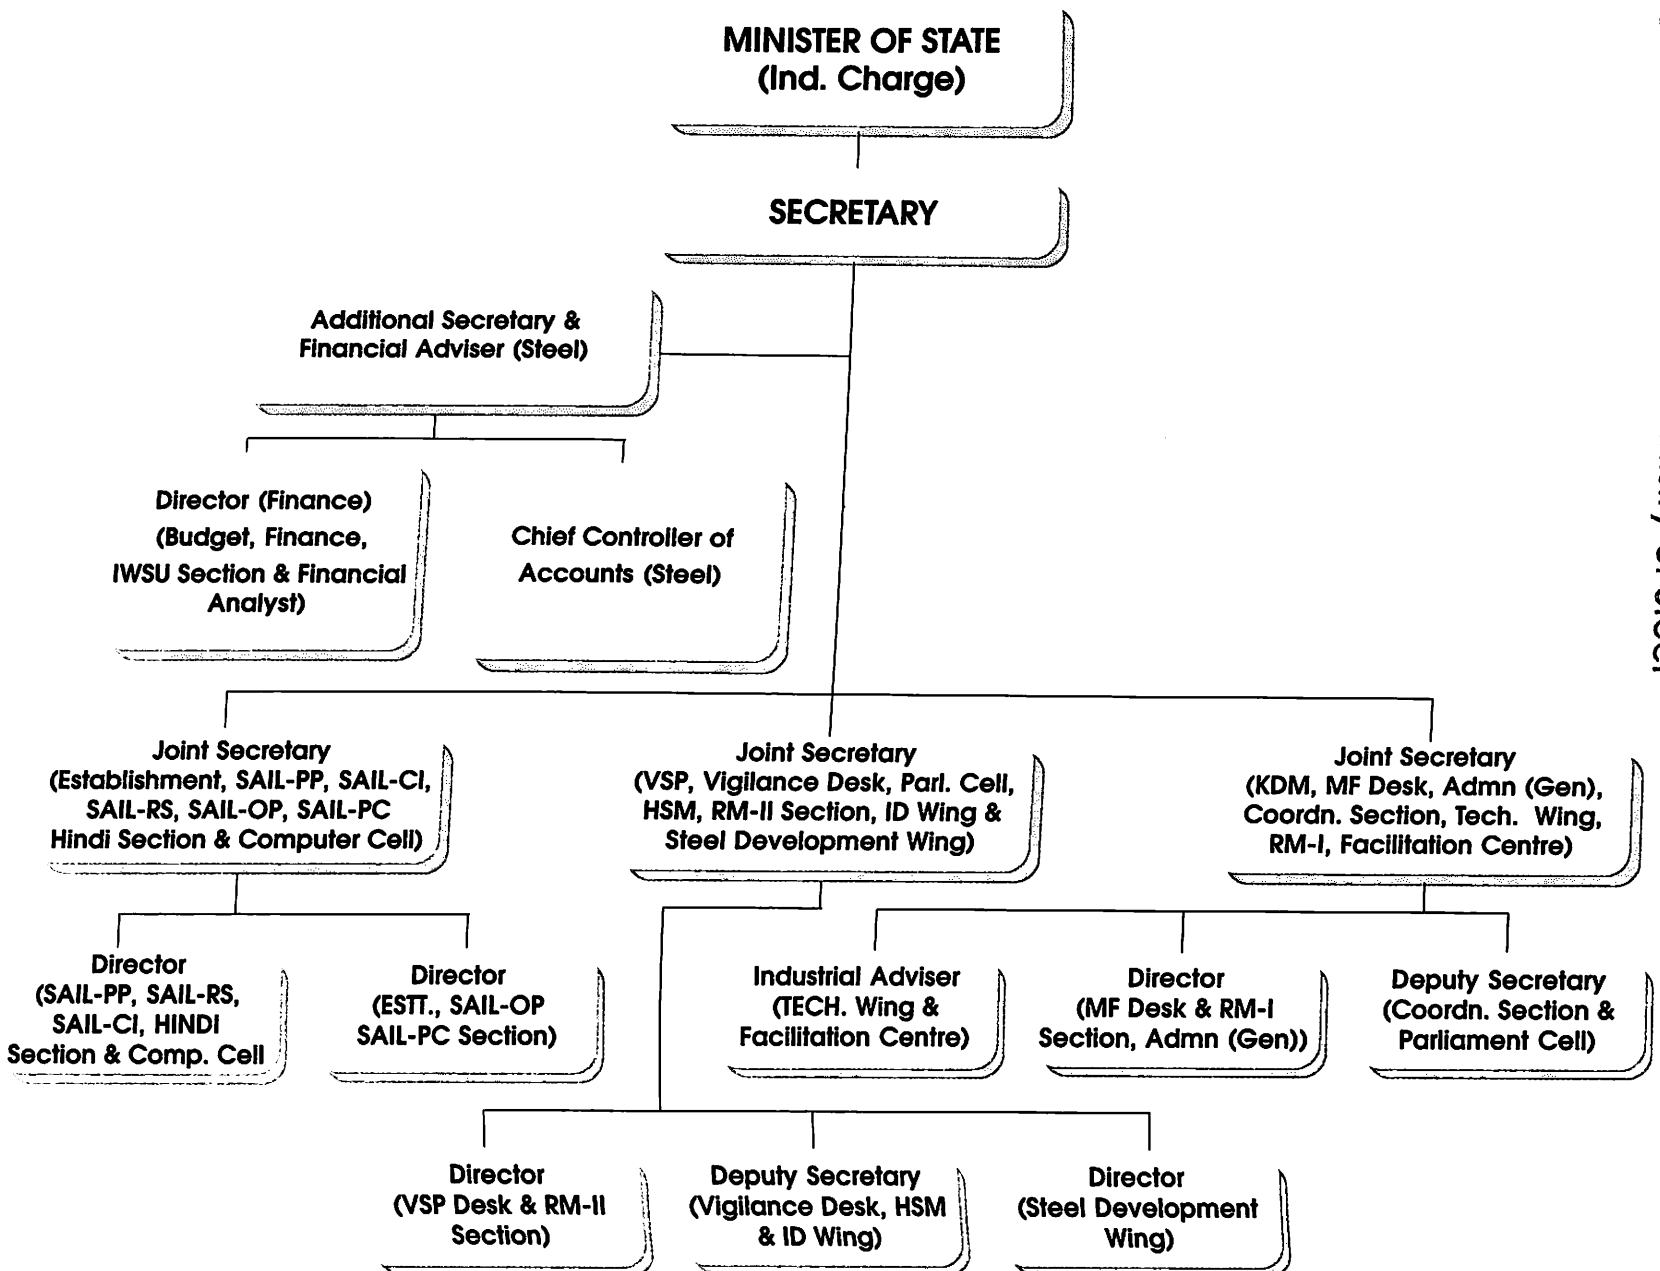 MINISTER OF STATE
(Ind. Charge)
SECRETARY
Additional Secretary &
Financial Adviser (Steel)
Director (Finance)
(Budget, Finance,
IWSU Section & Financial
Analyst)
Chief Controller of
Accounts (Steel)
Joint Secretary
(Establishment, SAIL-PP, SAIL-CI,
SAIL-RS, SAIL-OP, SAIL-PC
Hindi Section & Computer Cell)
Joint Secretary
(VSP, Vigilance Desk, Parl. Cell,
HSM, RM-II Section, ID Wing &
Steel Development Wing)
Joint Secretary
(KDM, MF Desk, Admn (Gen),
Coordn. Section, Tech. Wing,
RM-I, Facilitation Centre)
Director
(SAIL-PP, SAIL-RS,
SAIL-CI, HINDI
Section & Comp. Cell
Director
(ESTT., SAIL-OP
SAIL-PC Section)
Industrial Adviser
(TECH. Wing &
Facilitation Centre)
Director
(MF Desk & RM-I
Section, Admn (Gen))
Deputy Secretary
(Coordn. Section &
Parliament Cell)
Director
(VSP Desk & RM-II
Section)
Deputy Secretary
(Vigilance Desk, HSM
& ID Wing)
Director
(Steel Development
Wing)